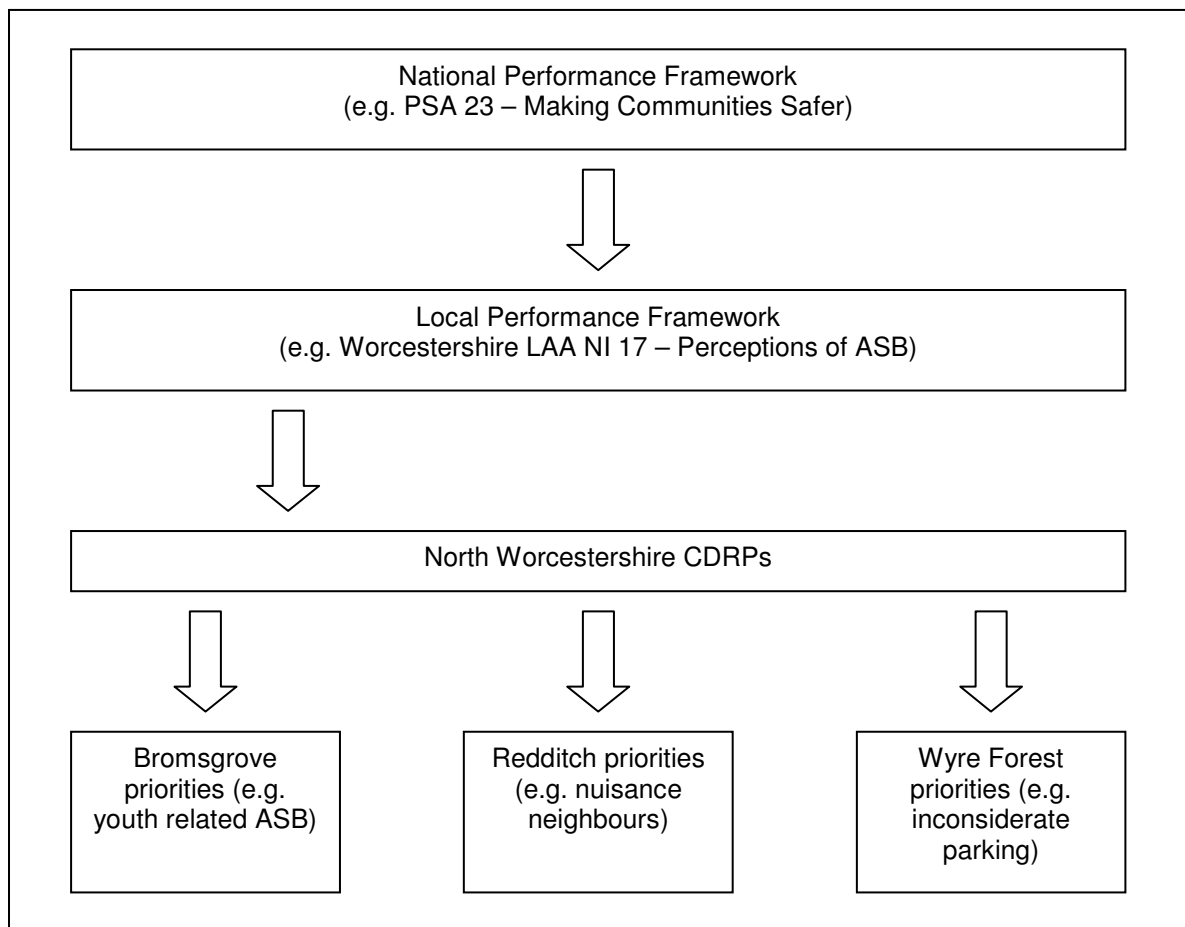 National Performance Framework
(e.g. PSA 23 – Making Communities Safer)
Local Performance Framework
(e.g. Worcestershire LAA NI 17 – Perceptions of ASB)
North Worcestershire CDRPs
Bromsgrove
priorities (e.g.
youth related ASB)
Redditch priorities
(e.g. nuisance
neighbours)
Wyre Forest
priorities (e.g.
inconsiderate
parking)